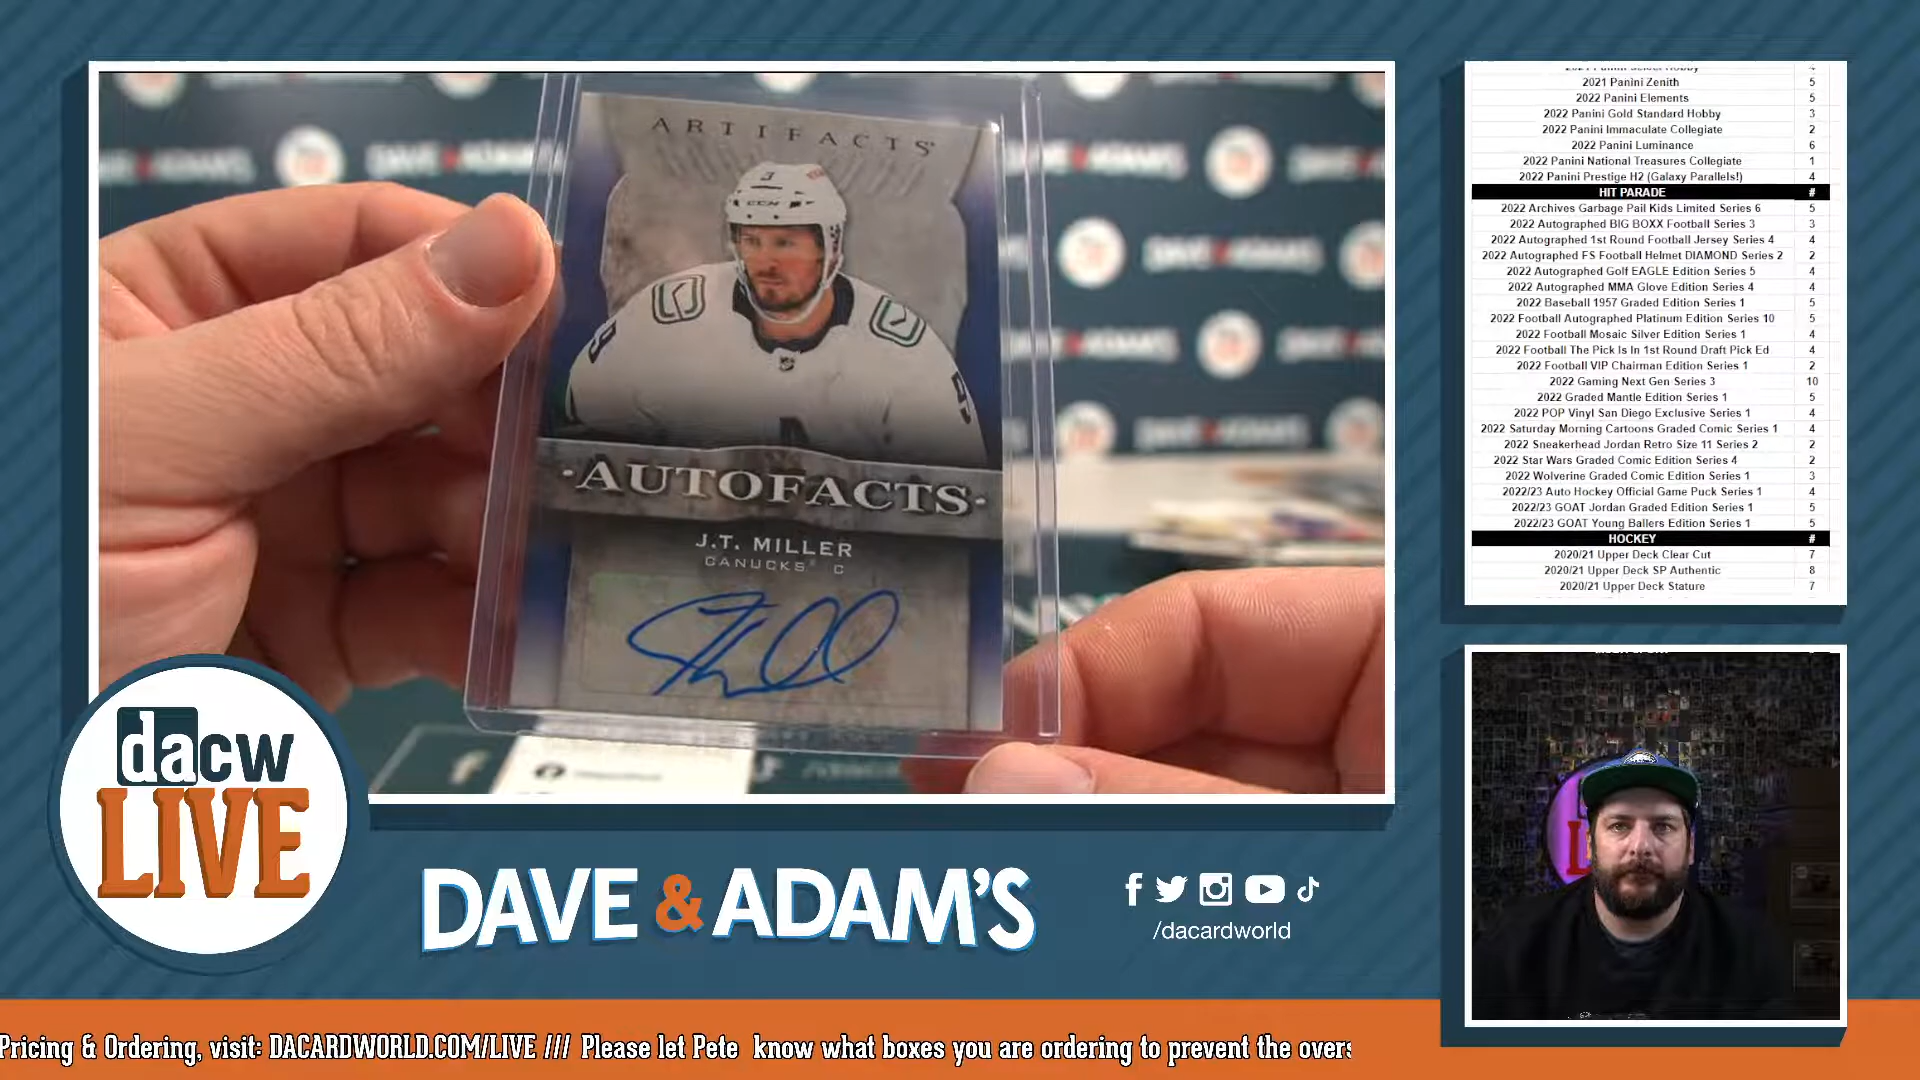 ARTIFACTS
AUTOFACTS
J.T. MILLER
CANUCKS C
dacw
LIVE
DAVE & ADAM'S
/dacardworld
2021 Panini Zenith 5
2022 Panini Elements 5
2022 Panini Gold Standard Hobby 3
2022 Panini Immaculate Collegiate 2
2022 Panini Luminance 6
2022 Panini National Treasures Collegiate 1
2022 Panini Prestige H2 (Galaxy Parallels!) 4
HIT PARADE #
2022 Archives Garbage Pail Kids Limited Series 6 5
2022 Autographed BIG BOXX Football Series 3 3
2022 Autographed 1st Round Football Jersey Series 4 4
2022 Autographed FS Football Helmet DIAMOND Series 2 2
2022 Autographed Golf EAGLE Edition Series 5 4
2022 Autographed MMA Glove Edition Series 4 4
2022 Baseball 1957 Graded Edition Series 1 5
2022 Football Autographed Platinum Edition Series 10 5
2022 Football Mosaic Silver Edition Series 1 4
2022 Football The Pick Is In 1st Round Draft Pick Ed 4
2022 Football VIP Chairman Edition Series 1 2
2022 Gaming Next Gen Series 3 10
2022 Graded Mantle Edition Series 1 5
2022 POP Vinyl San Diego Exclusive Series 1 4
2022 Saturday Morning Cartoons Graded Comic Series 1 4
2022 Sneakerhead Jordan Retro Size 11 Series 2 2
2022 Star Wars Graded Comic Edition Series 4 2
2022 Wolverine Graded Comic Edition Series 1 3
2022/23 Auto Hockey Official Game Puck Series 1 4
2022/23 GOAT Jordan Graded Edition Series 1 5
2022/23 GOAT Young Ballers Edition Series 1 5
HOCKEY #
2020/21 Upper Deck Clear Cut 7
2020/21 Upper Deck SP Authentic 8
2020/21 Upper Deck Stature 7
Pricing & Ordering, visit: DACARDWORLD.COM/LIVE /// Please let Pete know what boxes you are ordering to prevent the overs